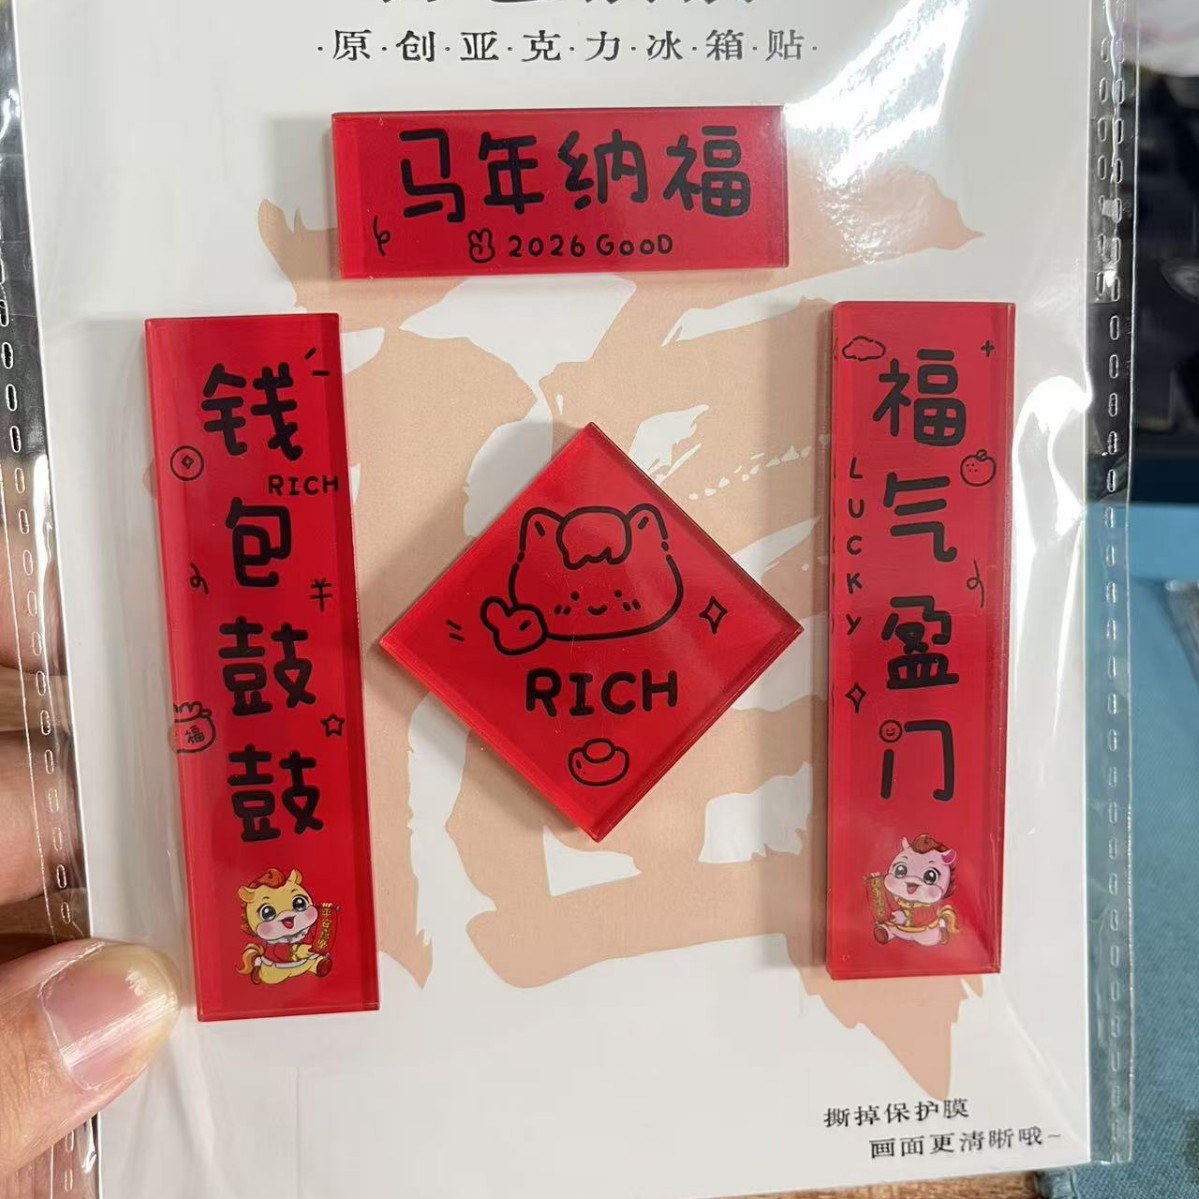 ·原·创·亚·克·力·冰·箱·贴·
马年纳福
2026 GooD
钱包鼓鼓
RICH
福
RICH
福气盈门
LUCKY
撕掉保护膜
画面更清晰哦~